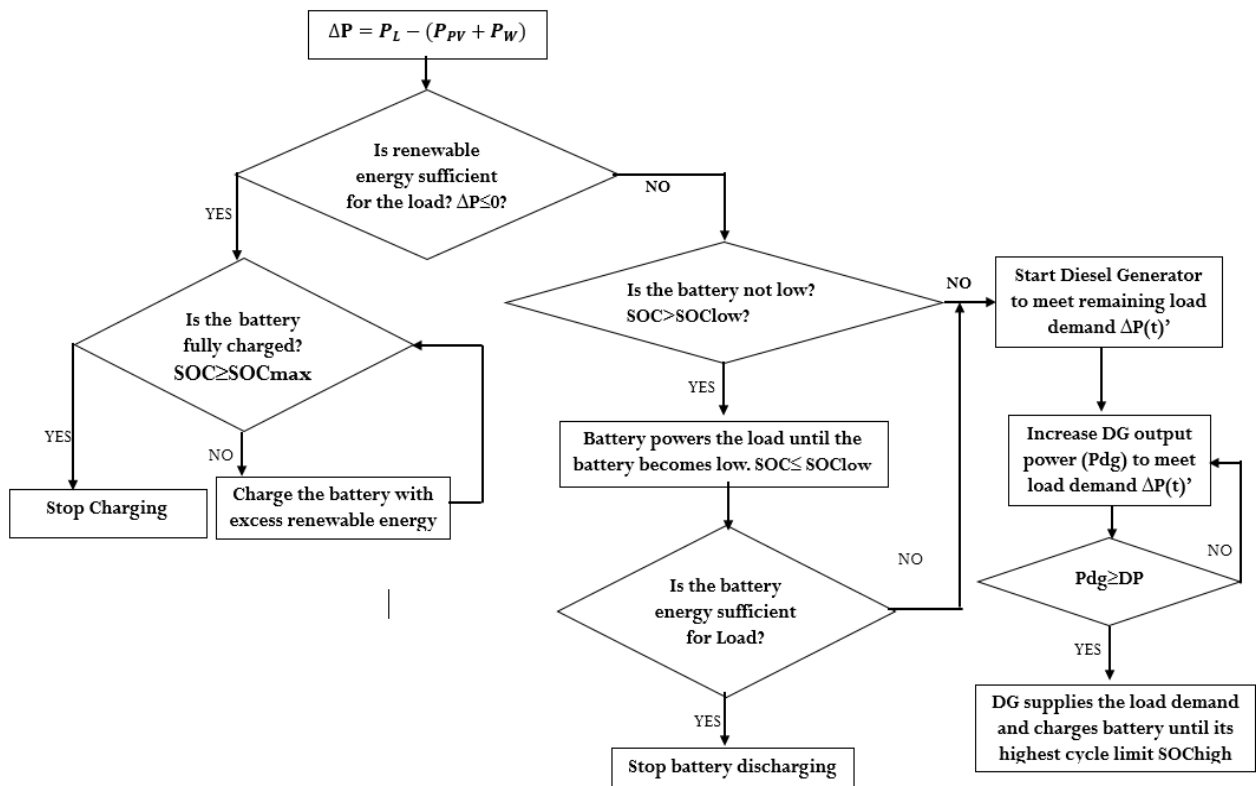 ΔP = P_L − (P_PV + P_W)
Is renewable
energy sufficient
for the load? ΔP≤0?
YES
NO
Is the battery
fully charged?
SOC≥SOCmax
YES
NO
Stop Charging
Charge the battery with
excess renewable energy
Is the battery not low?
SOC>SOClow?
NO
YES
Battery powers the load until the
battery becomes low. SOC≤ SOClow
Is the battery
energy sufficient
for Load?
NO
YES
Stop battery discharging
Start Diesel Generator
to meet remaining load
demand ΔP(t)’
Increase DG output
power (Pdg) to meet
load demand ΔP(t)’
Pdg≥DP
NO
YES
DG supplies the load demand
and charges battery until its
highest cycle limit SOChigh